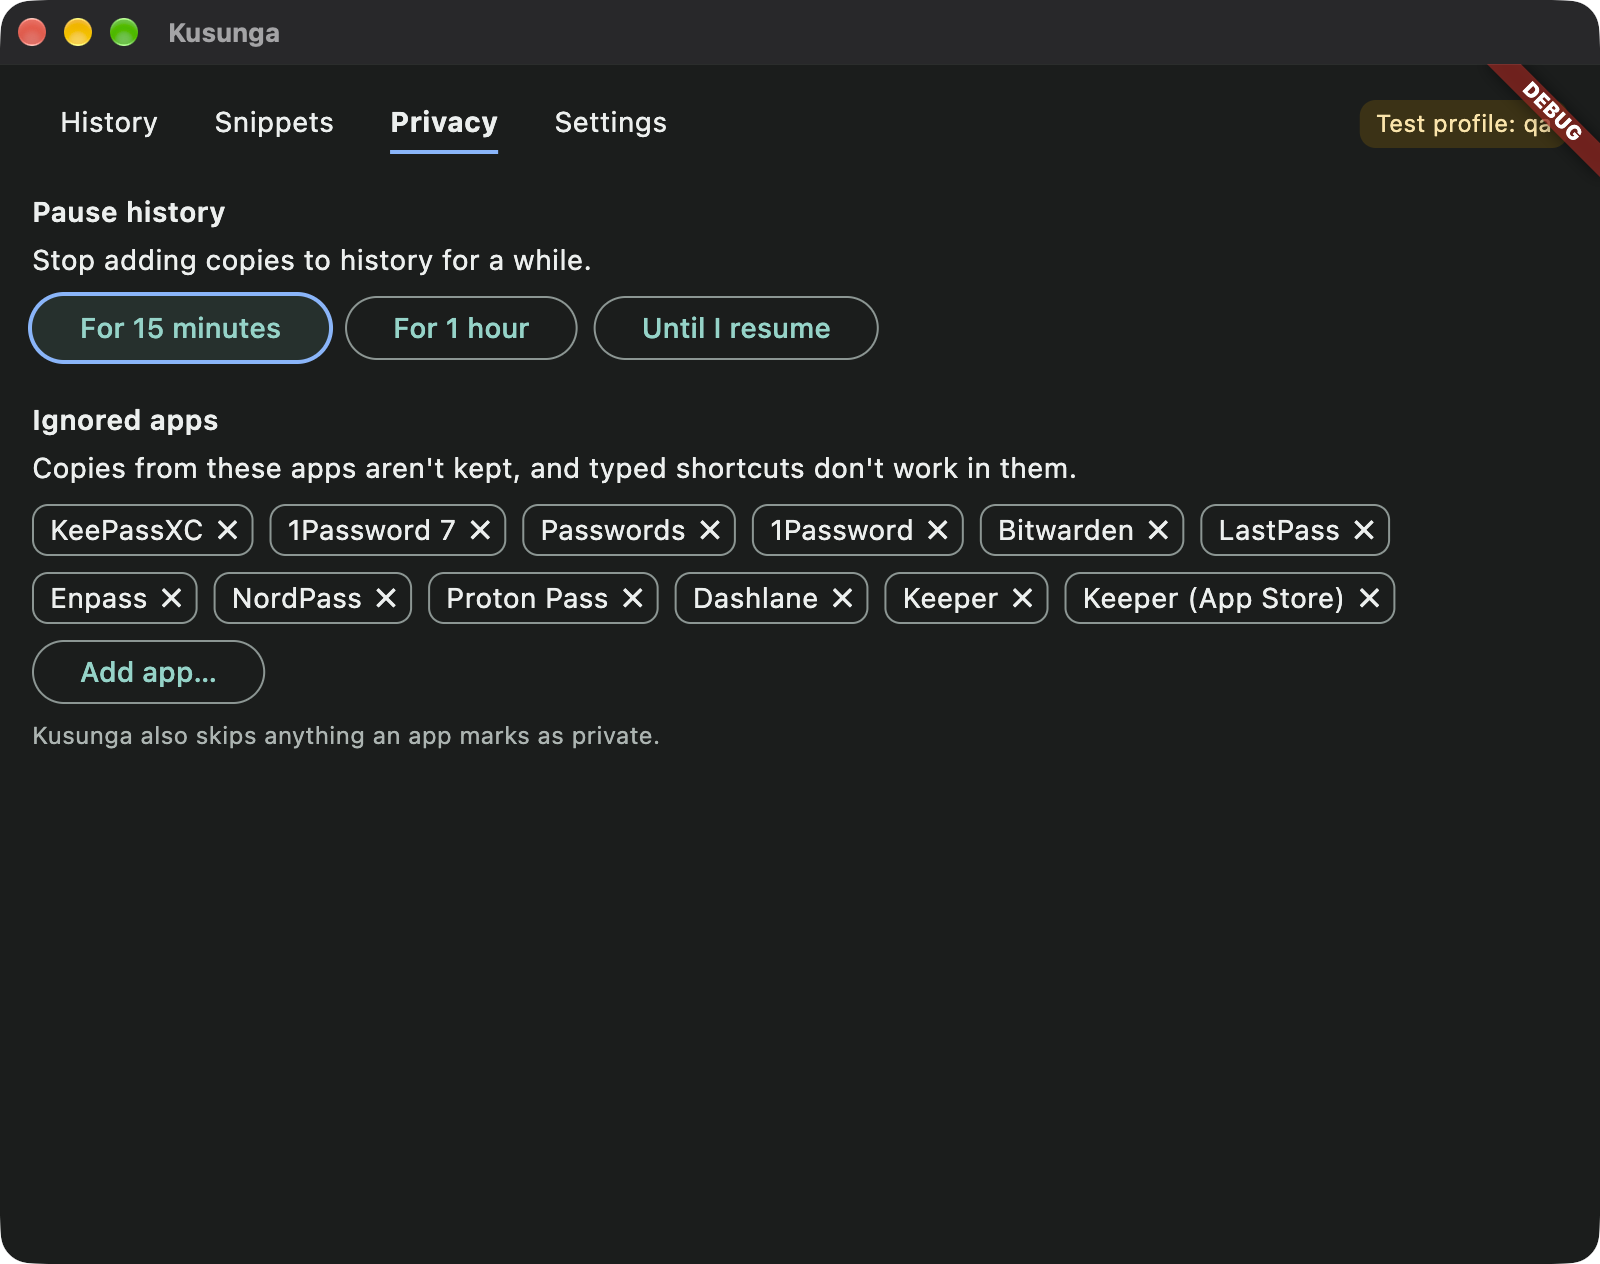 Kusunga
History Snippets Privacy Settings
Test profile: qa
DEBUG
Pause history
Stop adding copies to history for a while.
For 15 minutes For 1 hour Until I resume
Ignored apps
Copies from these apps aren't kept, and typed shortcuts don't work in them.
KeePassXC ✕ 1Password 7 ✕ Passwords ✕ 1Password ✕ Bitwarden ✕ LastPass ✕
Enpass ✕ NordPass ✕ Proton Pass ✕ Dashlane ✕ Keeper ✕ Keeper (App Store) ✕
Add app...
Kusunga also skips anything an app marks as private.